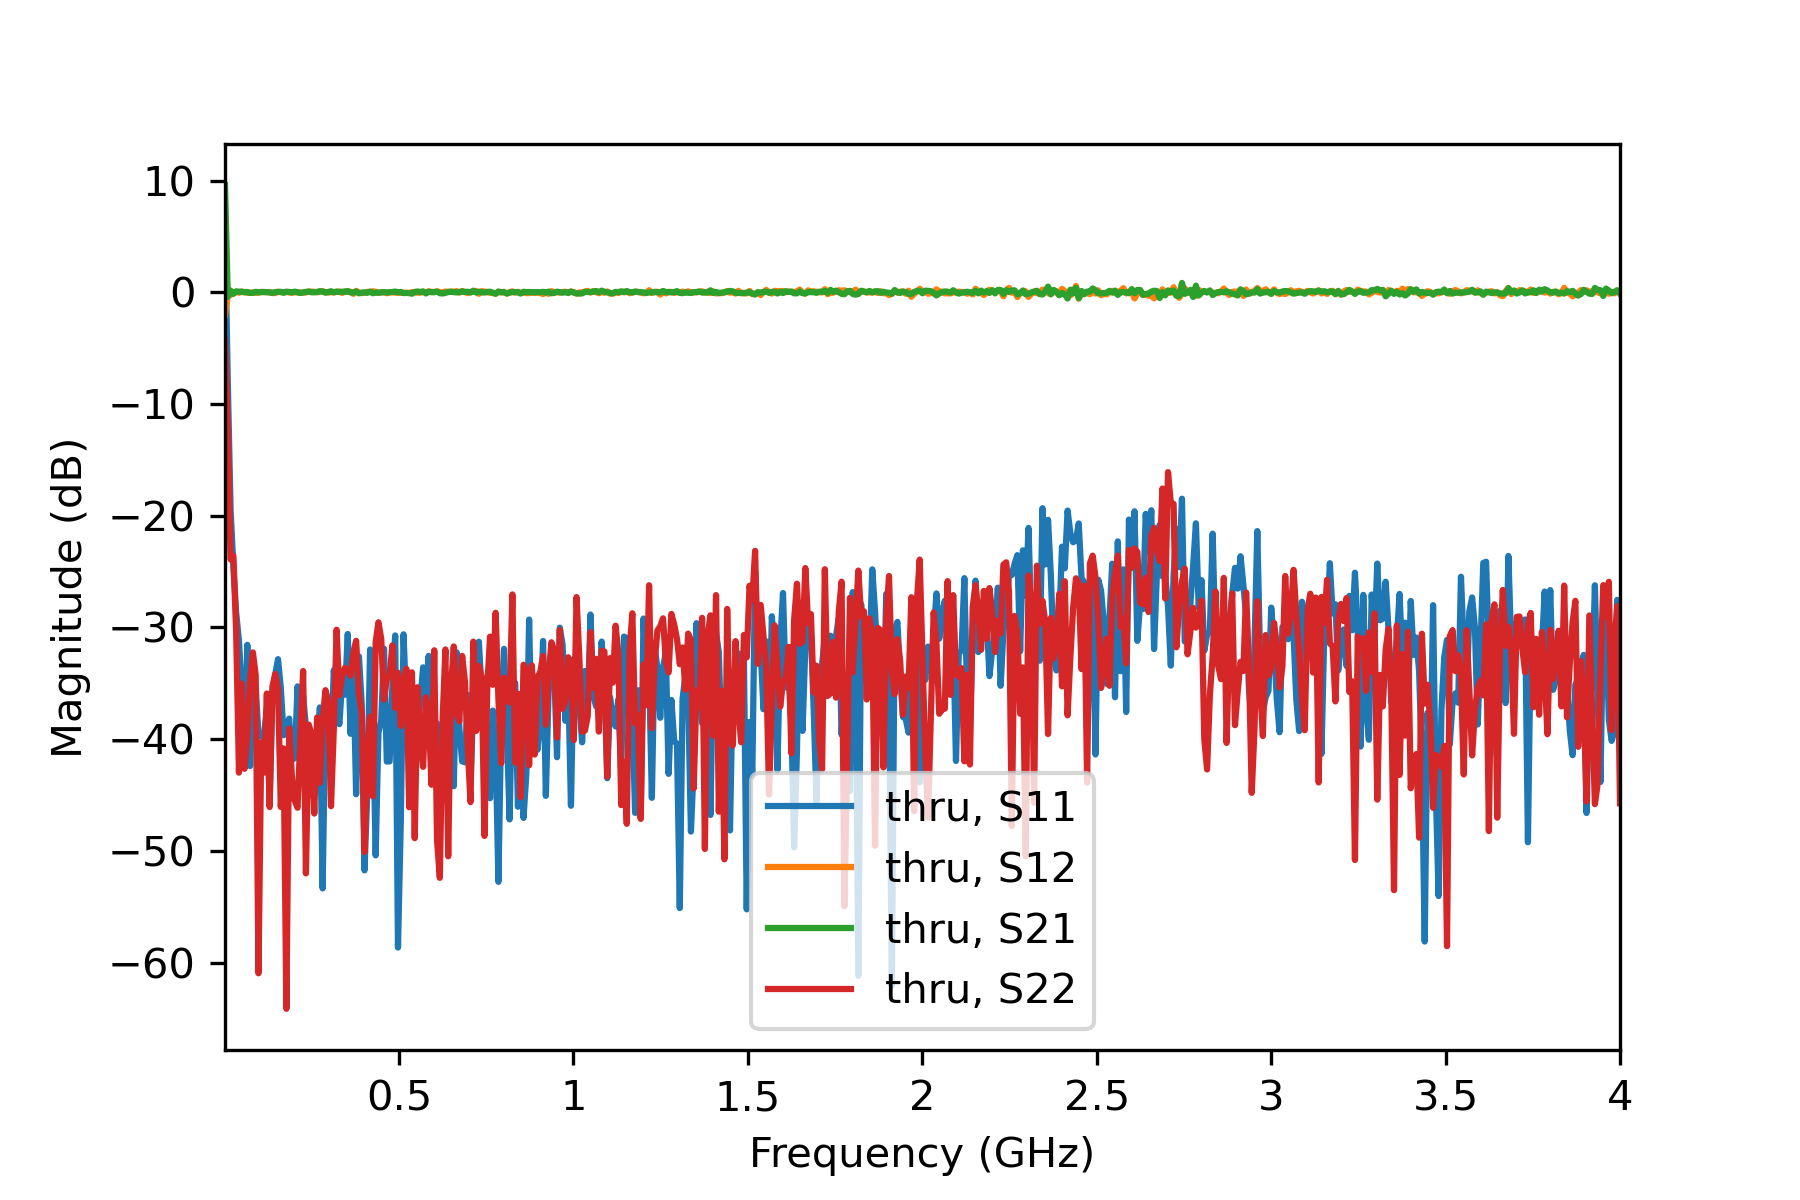 10
0
−10
−20
−30
−40
−50
−60
Magnitude (dB)
thru, S11
thru, S12
thru, S21
thru, S22
0.5 1 1.5 2 2.5 3 3.5 4
Frequency (GHz)